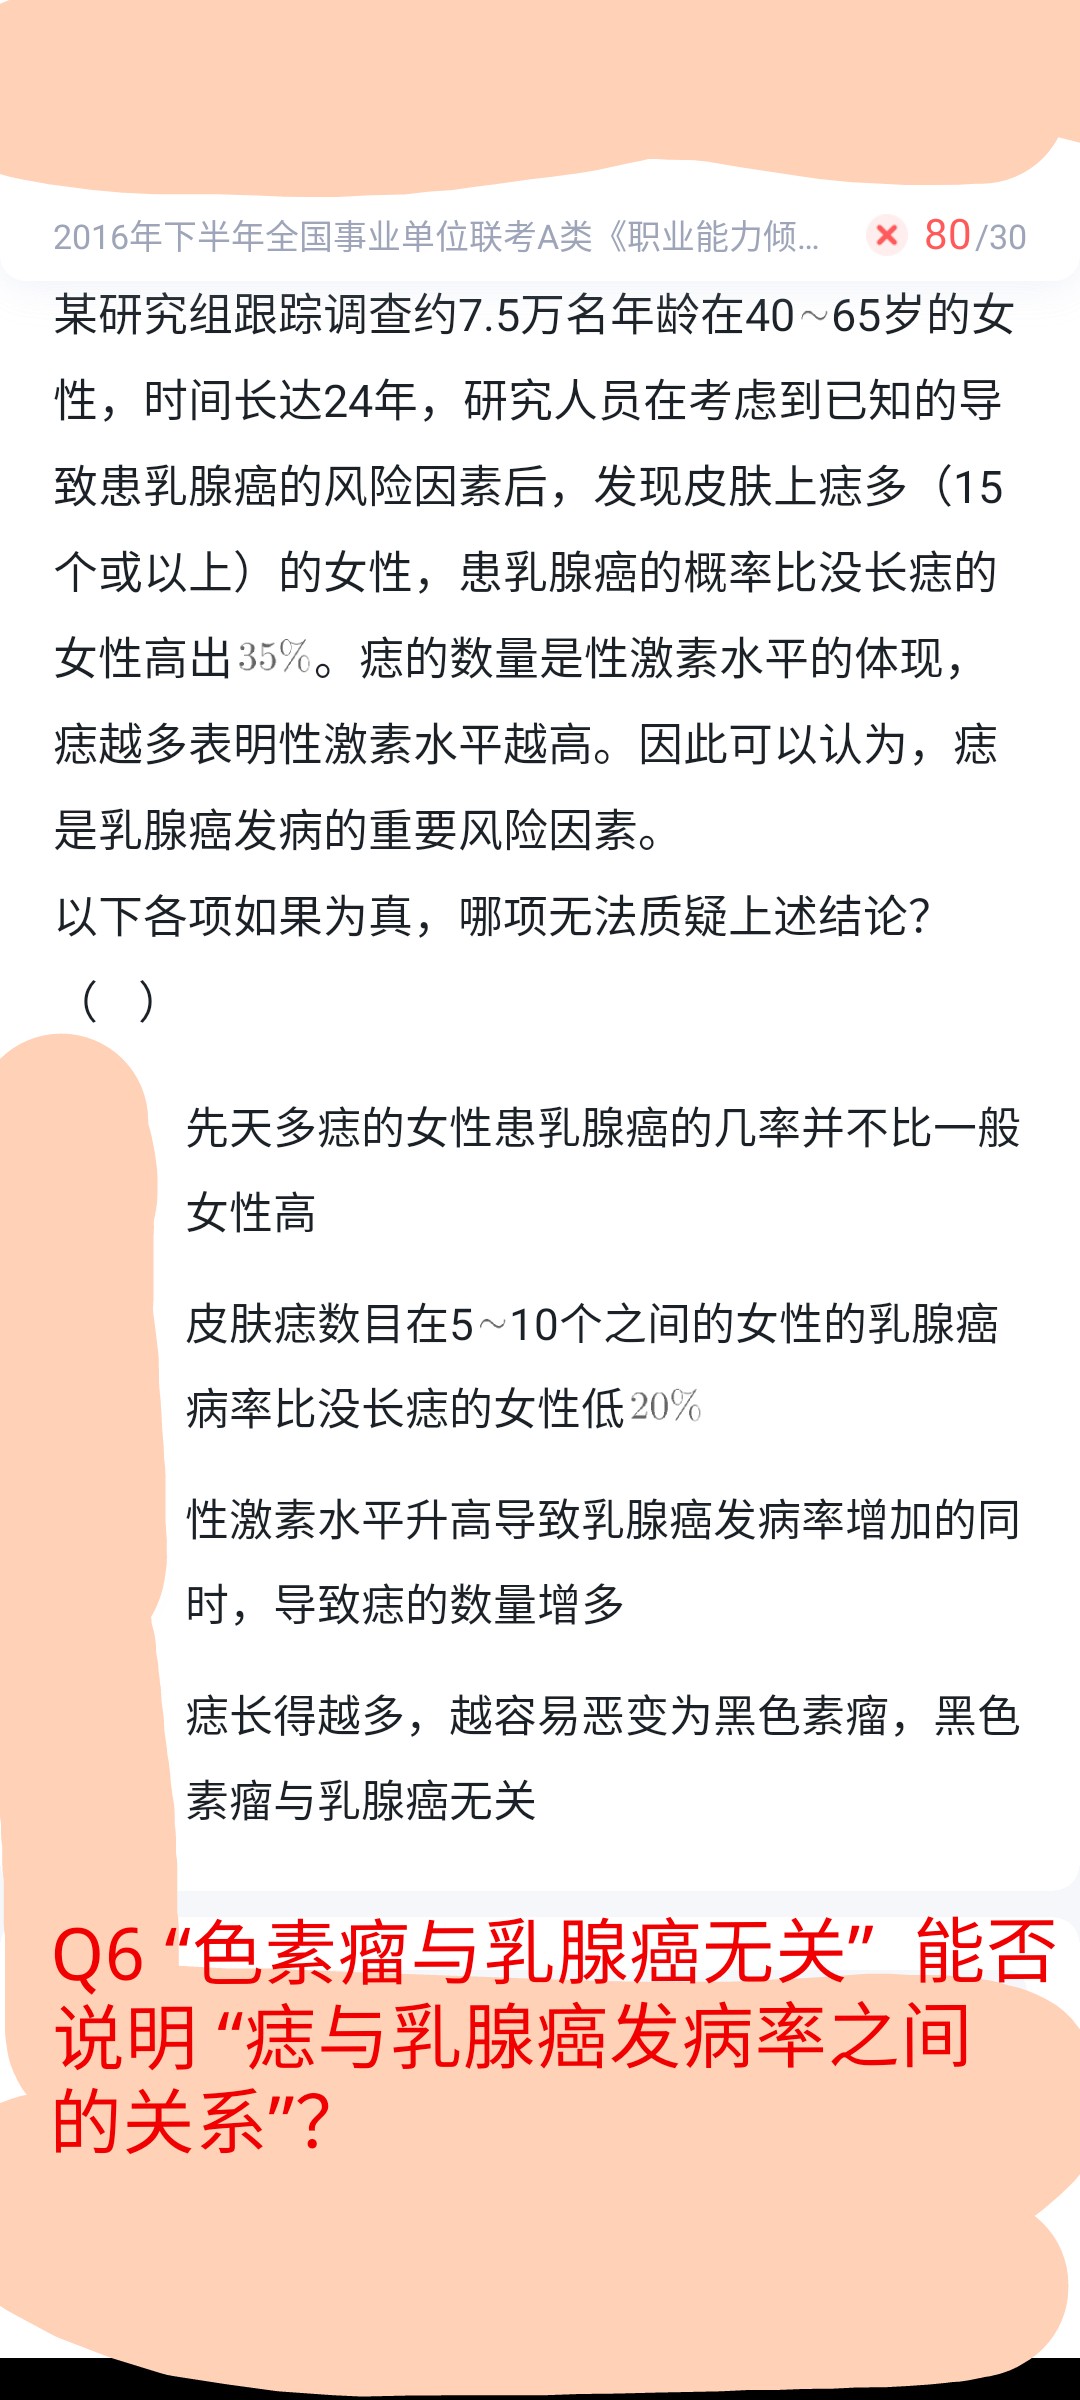 2016年下半年全国事业单位联考A类《职业能力倾... 80/30
某研究组跟踪调查约7.5万名年龄在40~65岁的女
性，时间长达24年，研究人员在考虑到已知的导
致患乳腺癌的风险因素后，发现皮肤上痣多（15
个或以上）的女性，患乳腺癌的概率比没长痣的
女性高出35%。痣的数量是性激素水平的体现，
痣越多表明性激素水平越高。因此可以认为，痣
是乳腺癌发病的重要风险因素。
以下各项如果为真，哪项无法质疑上述结论？
（ ）
先天多痣的女性患乳腺癌的几率并不比一般
女性高
皮肤痣数目在5~10个之间的女性的乳腺癌
病率比没长痣的女性低20%
性激素水平升高导致乳腺癌发病率增加的同
时，导致痣的数量增多
痣长得越多，越容易恶变为黑色素瘤，黑色
素瘤与乳腺癌无关
Q6 “色素瘤与乳腺癌无关” 能否
说明 “痣与乳腺癌发病率之间
的关系”？